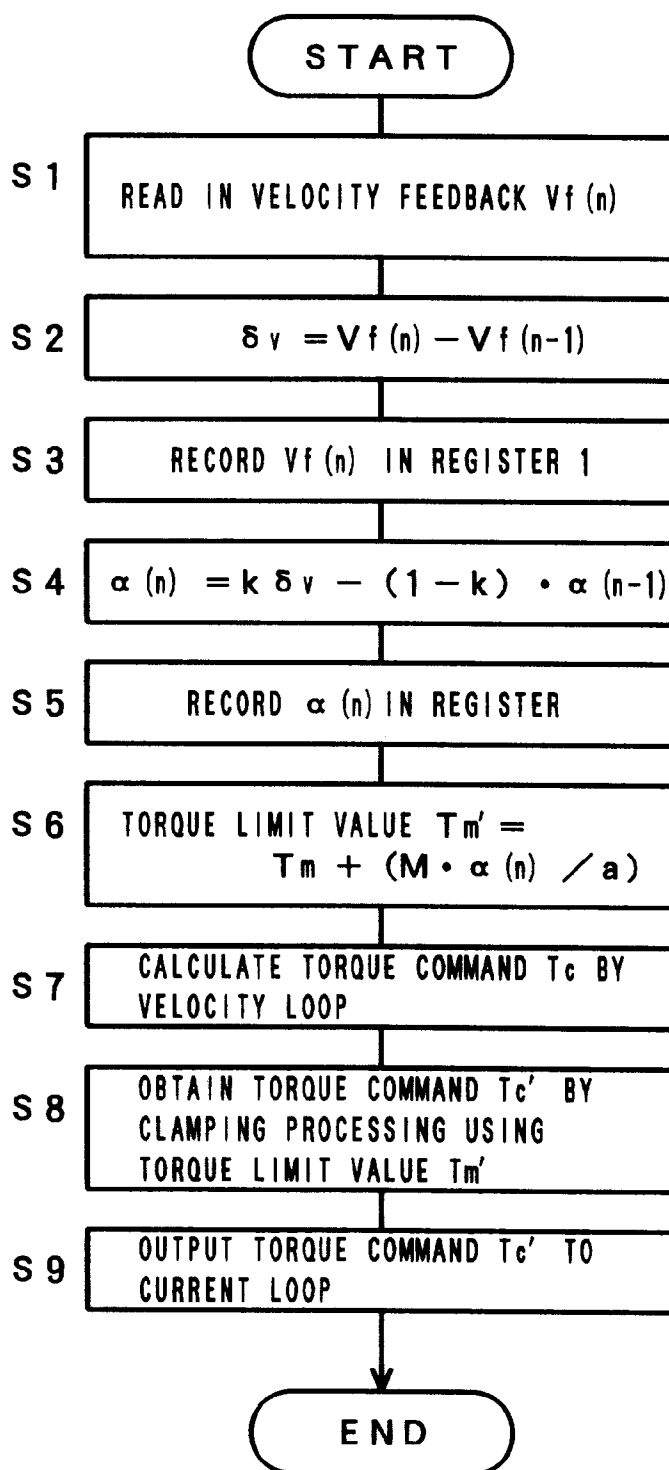 START
S1
READ IN VELOCITY FEEDBACK Vf(n)
S2
δv = Vf(n) − Vf(n-1)
S3
RECORD Vf(n) IN REGISTER 1
S4
α(n) = k δv − (1 − k) · α(n-1)
S5
RECORD α(n) IN REGISTER
S6
TORQUE LIMIT VALUE Tm' =
Tm + (M · α(n) / a)
S7
CALCULATE TORQUE COMMAND Tc BY
VELOCITY LOOP
S8
OBTAIN TORQUE COMMAND Tc' BY
CLAMPING PROCESSING USING
TORQUE LIMIT VALUE Tm'
S9
OUTPUT TORQUE COMMAND Tc' TO
CURRENT LOOP
END